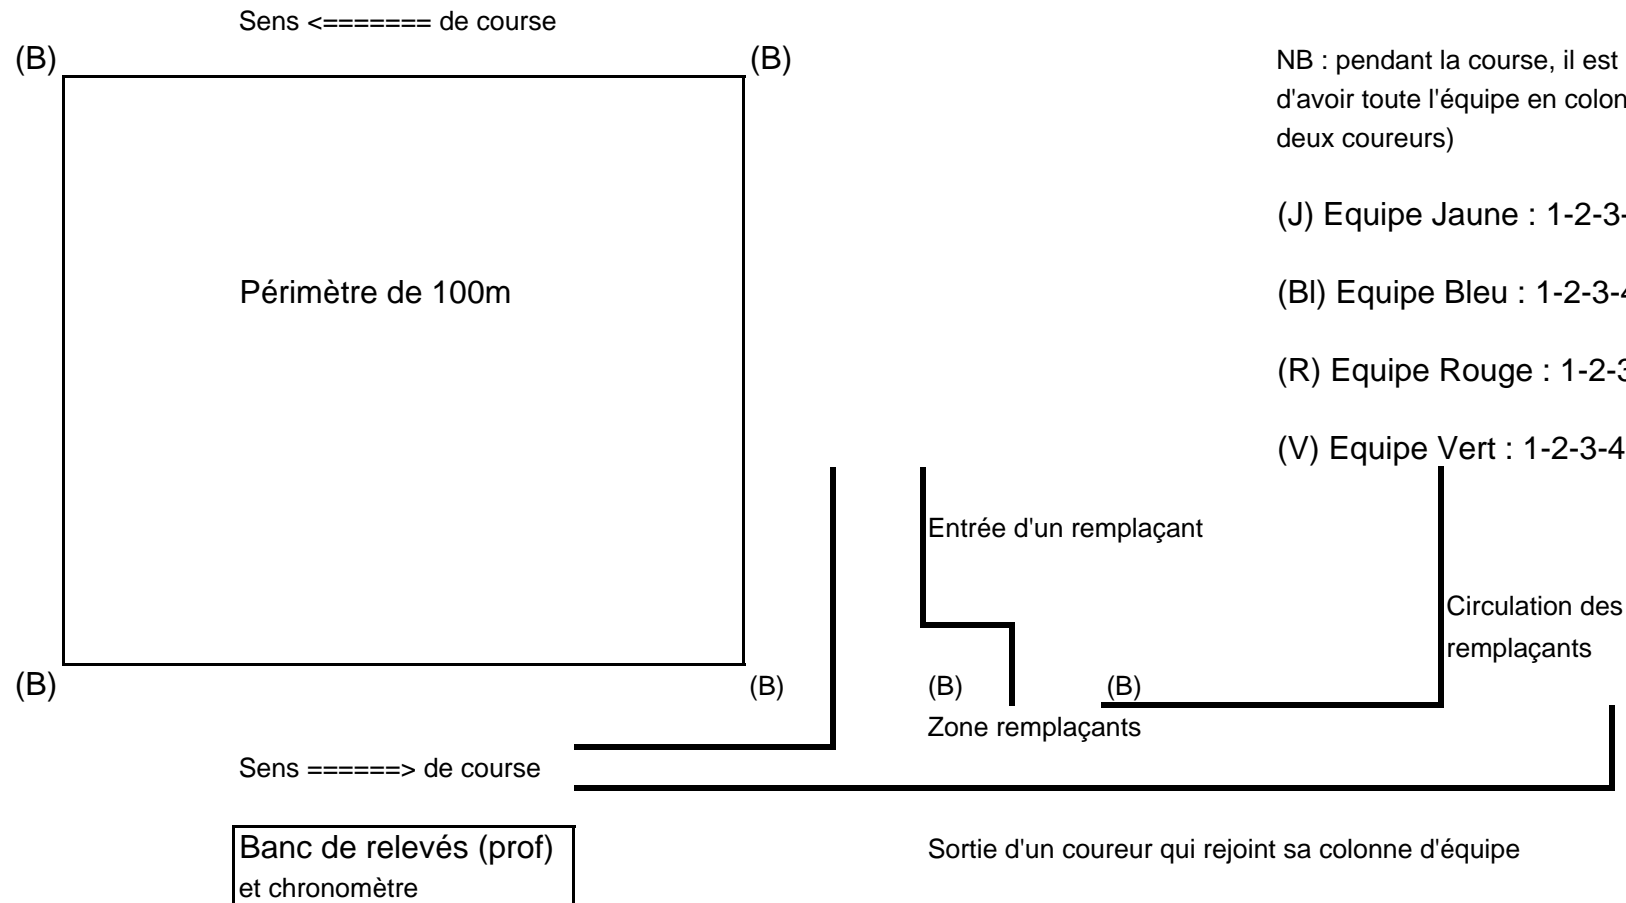 Sens <======= de course
(B)
(B)
NB : pendant la course, il est
d'avoir toute l'équipe en colon
deux coureurs)
(J) Equipe Jaune : 1-2-3-
Périmètre de 100m
(Bl) Equipe Bleu : 1-2-3-4
(R) Equipe Rouge : 1-2-3
(V) Equipe Vert : 1-2-3-4
Entrée d'un remplaçant
Circulation des
remplaçants
(B)
(B)
(B)
(B)
Zone remplaçants
Sens ======> de course
Banc de relevés (prof)
et chronomètre
Sortie d'un coureur qui rejoint sa colonne d'équipe